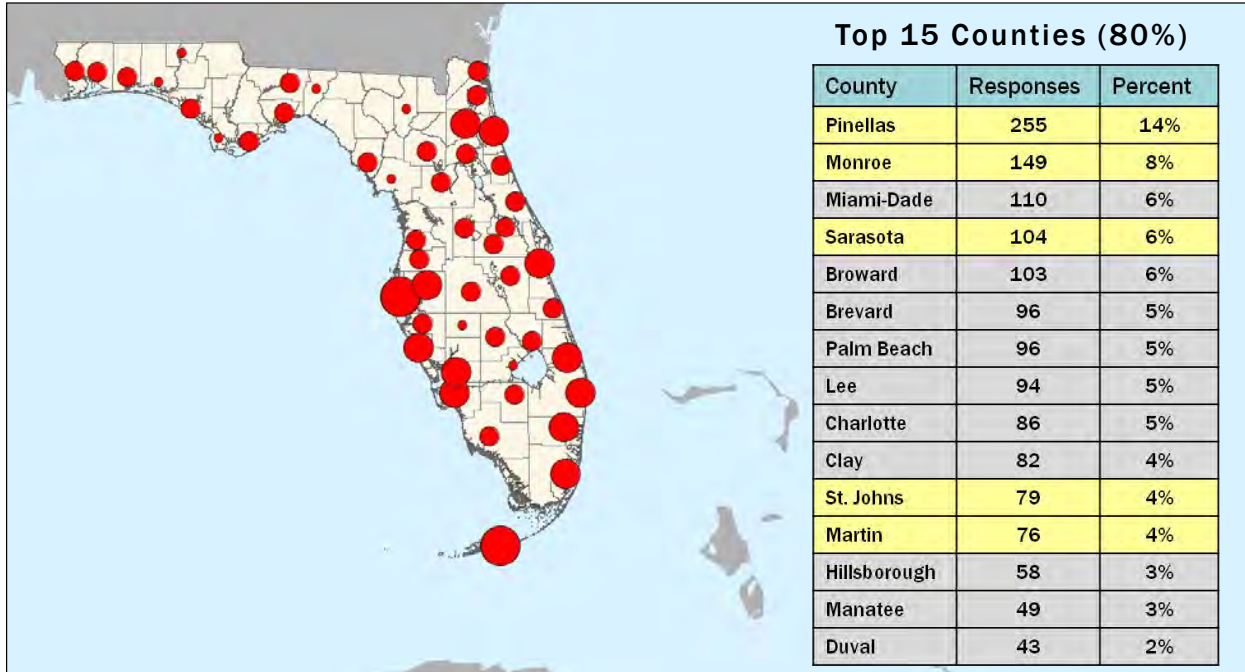 Top 15 Counties (80%)
County Responses Percent
Pinellas 255 14%
Monroe 149 8%
Miami-Dade 110 6%
Sarasota 104 6%
Broward 103 6%
Brevard 96 5%
Palm Beach 96 5%
Lee 94 5%
Charlotte 86 5%
Clay 82 4%
St. Johns 79 4%
Martin 76 4%
Hillsborough 58 3%
Manatee 49 3%
Duval 43 2%